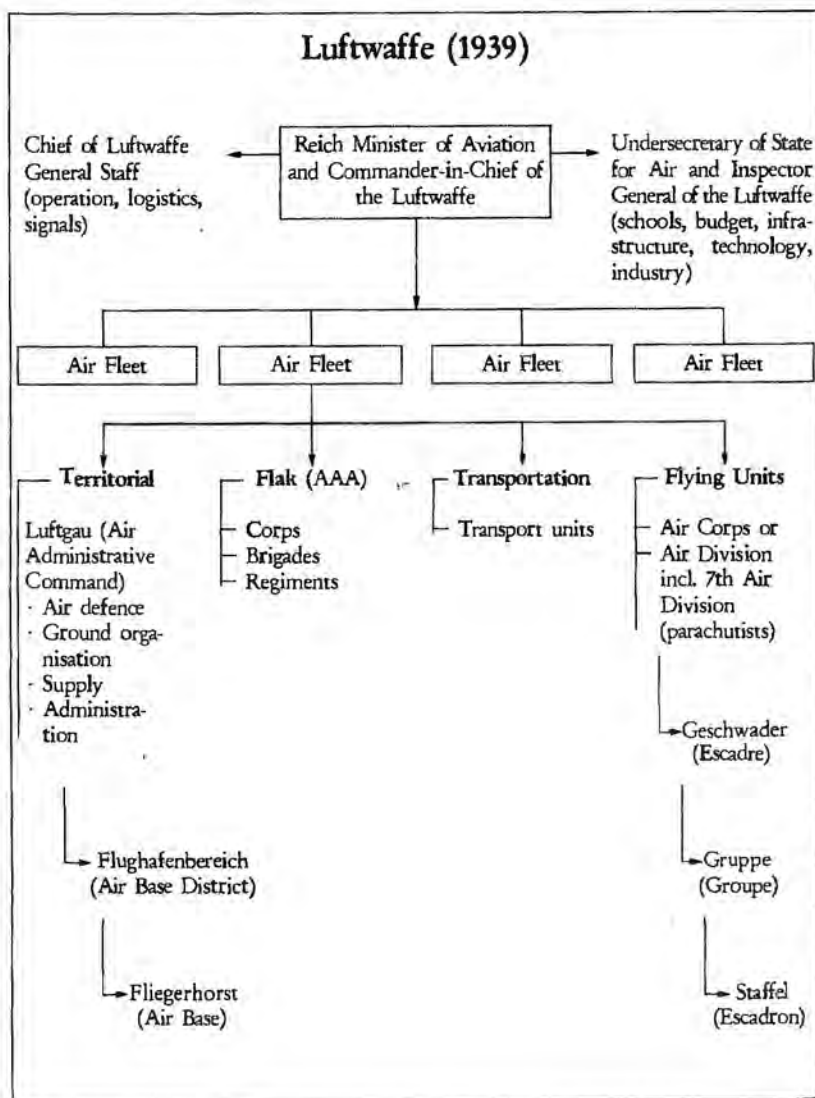 Luftwaffe (1939)
Chief of Luftwaffe
General Staff
(operation, logistics,
signals)
Reich Minister of Aviation
and Commander-in-Chief of
the Luftwaffe
Undersecretary of State
for Air and Inspector
General of the Luftwaffe
(schools, budget, infra-
structure, technology,
industry)
Air Fleet
Air Fleet
Air Fleet
Air Fleet
Territorial
Luftgau (Air
Administrative
Command)
· Air defence
· Ground orga-
nisation
· Supply
· Administra-
tion
Flughafenbereich
(Air Base District)
Fliegerhorst
(Air Base)
Flak (AAA)
Corps
Brigades
Regiments
Transportation
Transport units
Flying Units
Air Corps or
Air Division
incl. 7th Air
Division
(parachutists)
Geschwader
(Escadre)
Gruppe
(Groupe)
Staffel
(Escadron)